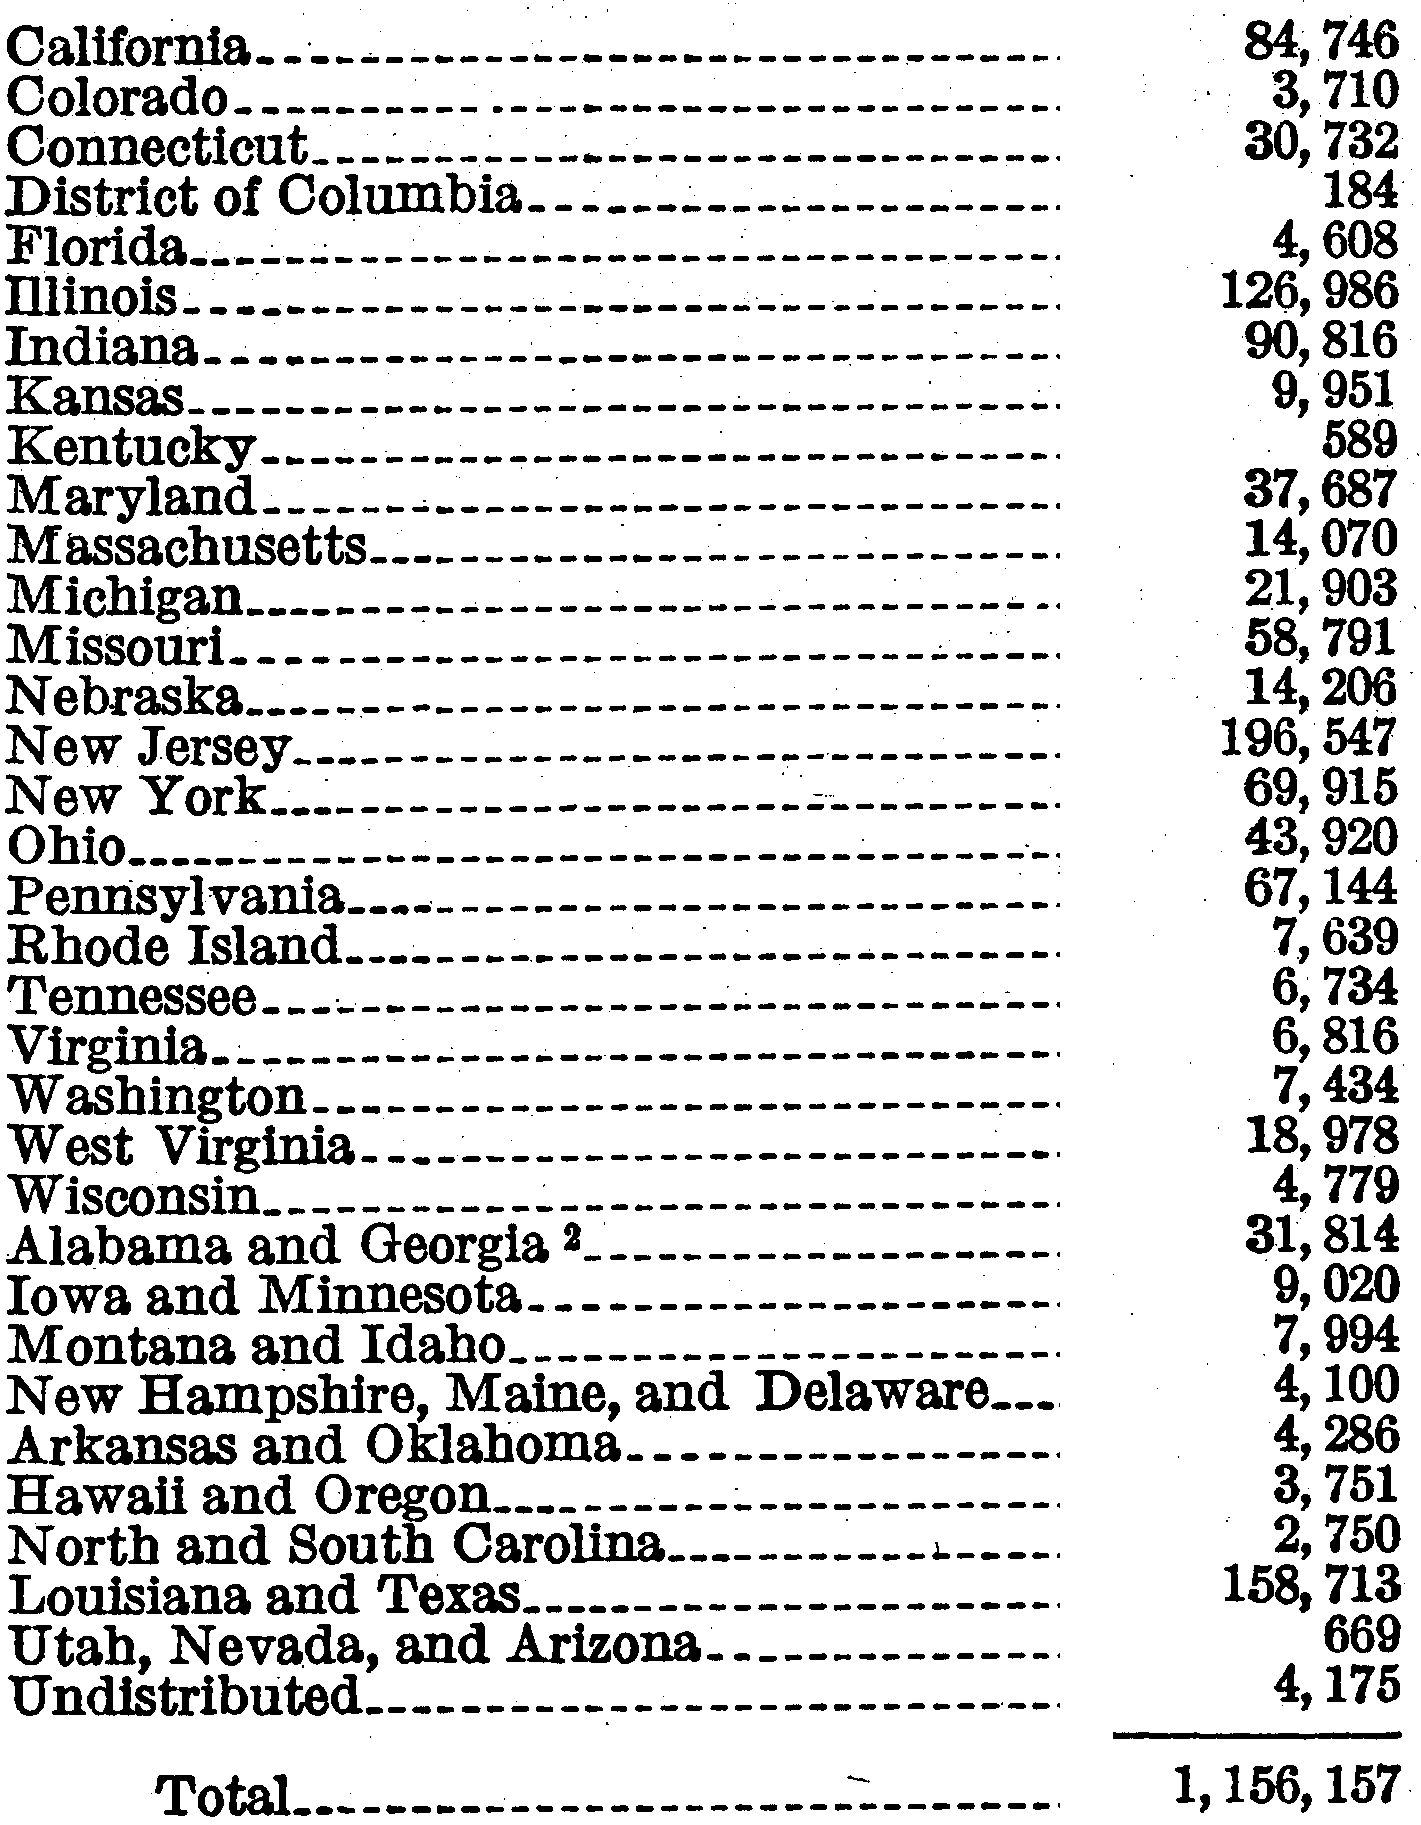 California 84,746
Colorado 3,710
Connecticut 30,732
District of Columbia 184
Florida 4,608
Illinois 126,986
Indiana 90,816
Kansas 9,951
Kentucky 589
Maryland 37,687
Massachusetts 14,070
Michigan 21,903
Missouri 58,791
Nebraska 14,206
New Jersey 196,547
New York 69,915
Ohio 43,920
Pennsylvania 67,144
Rhode Island 7,639
Tennessee 6,734
Virginia 6,816
Washington 7,434
West Virginia 18,978
Wisconsin 4,779
Alabama and Georgia ² 31,814
Iowa and Minnesota 9,020
Montana and Idaho 7,994
New Hampshire, Maine, and Delaware 4,100
Arkansas and Oklahoma 4,286
Hawaii and Oregon 3,751
North and South Carolina 2,750
Louisiana and Texas 158,713
Utah, Nevada, and Arizona 669
Undistributed 4,175
Total 1,156,157